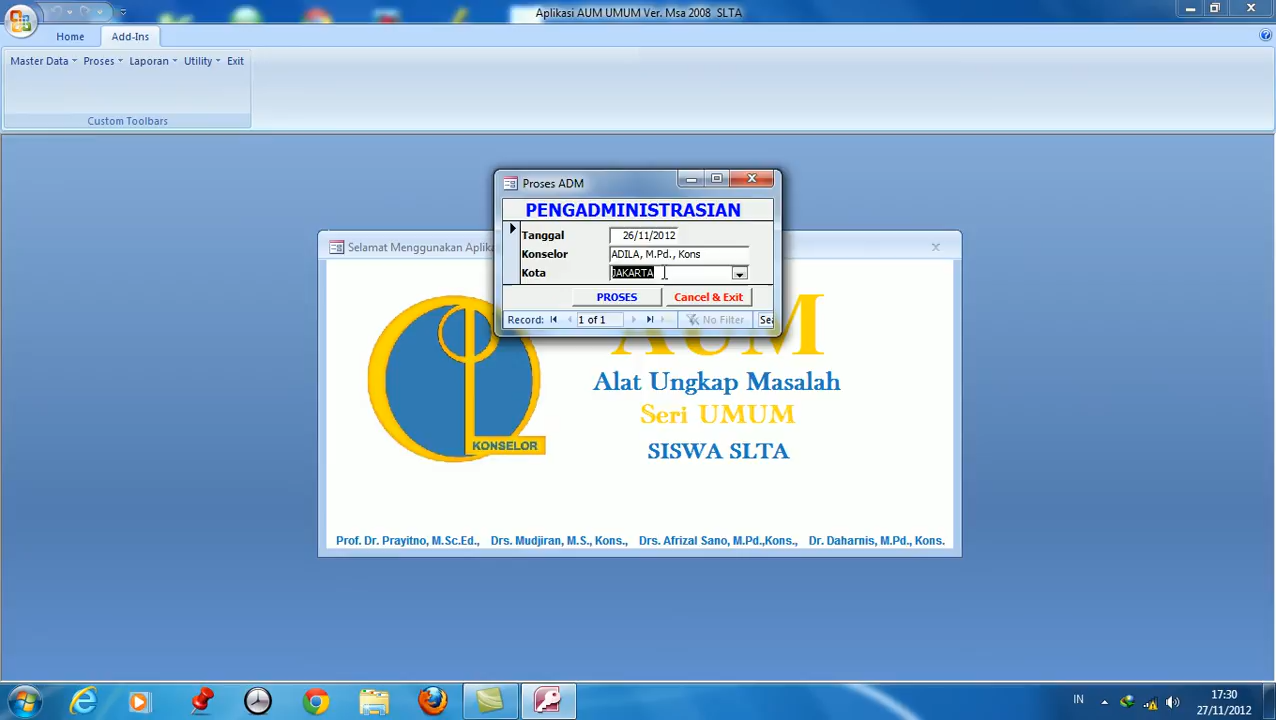 Aplikasi AUM UMUM Ver. Msa 2008 SLTA
Home Add-Ins
Master Data Proses Laporan Utility Exit
Custom Toolbars
Proses ADM
PENGADMINISTRASIAN
Tanggal 26/11/2012
Konselor ADILA, M.Pd., Kons
Kota JAKARTA
PROSES Cancel & Exit
Record: 1 of 1 No Filter
Selamat Menggunakan
AUM
Alat Ungkap Masalah
Seri UMUM
KONSELOR
SISWA SLTA
Prof. Dr. Prayitno, M.Sc.Ed., Drs. Mudjiran, M.S., Kons., Drs. Afrizal Sano, M.Pd.,Kons., Dr. Daharnis, M.Pd., Kons.
IN 17:30
27/11/2012